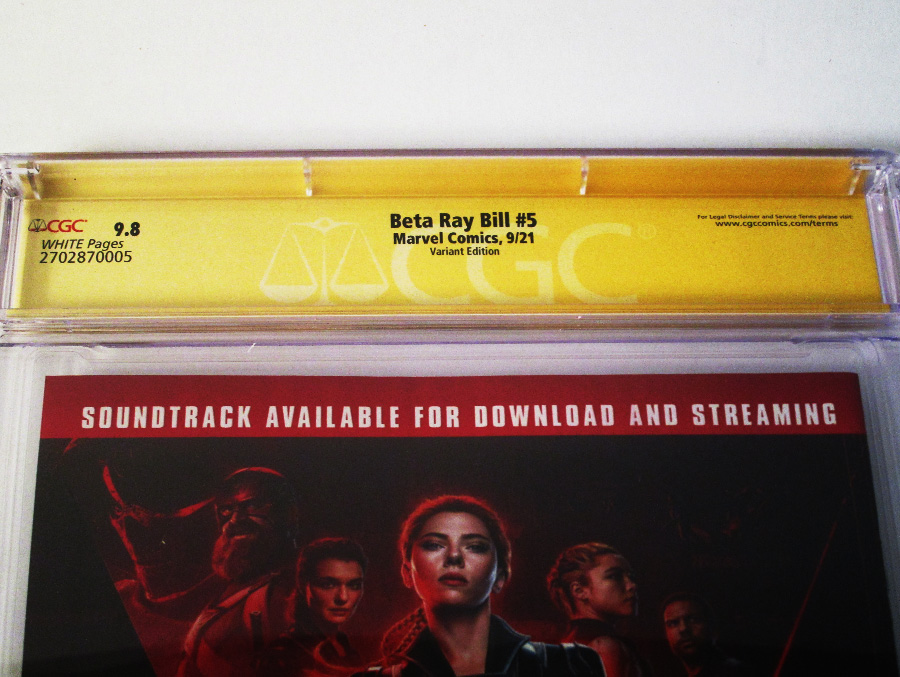 CGC 9.8
WHITE Pages
2702870005
Beta Ray Bill #5
Marvel Comics, 9/21
Variant Edition
For Legal Disclaimer and Service Terms please visit:
www.cgccomics.com/terms
CGC
SOUNDTRACK AVAILABLE FOR DOWNLOAD AND STREAMING